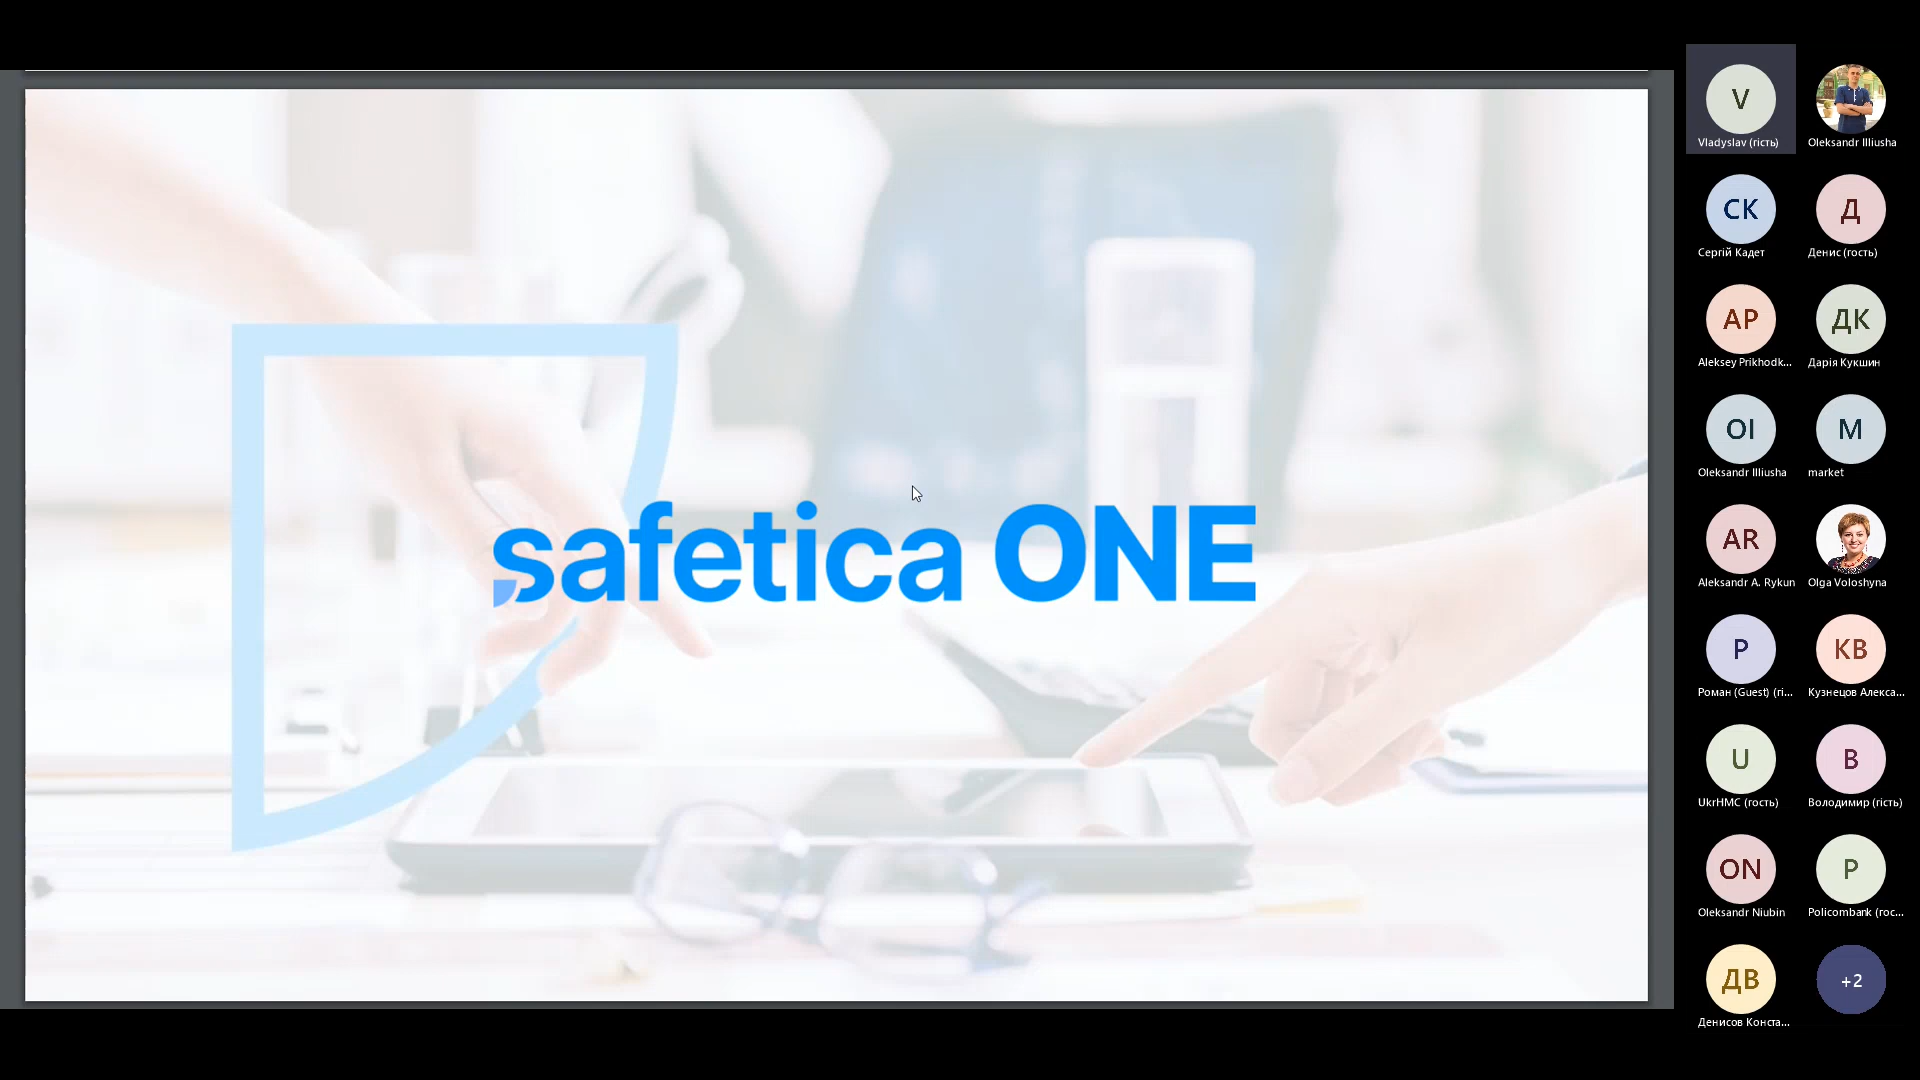 safetica ONE
V
Vladyslav (гість)
Oleksandr Illiusha
СК
Сергій Кадет
Д
Денис (гость)
AP
Aleksey Prikhodk...
ДК
Дарія Кукшин
OI
Oleksandr Illiusha
M
market
AR
Aleksandr A. Rykun
Olga Voloshyna
Р
Роман (Guest) (гі...
КВ
Кузнецов Алекса...
U
UkrHMC (гость)
В
Володимир (гість)
ON
Oleksandr Niubin
P
Policombank (гос...
ДВ
Денисов Конста...
+2